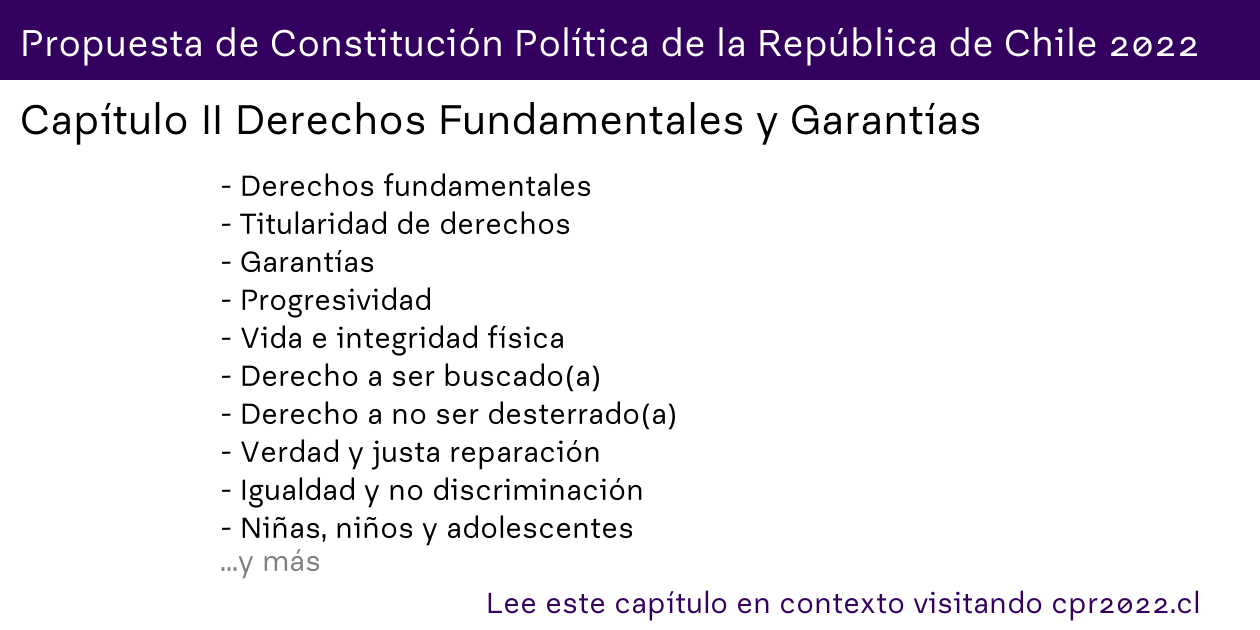 Propuesta de Constitución Política de la República de Chile 2022
Capítulo II Derechos Fundamentales y Garantías
- Derechos fundamentales
- Titularidad de derechos
- Garantías
- Progresividad
- Vida e integridad física
- Derecho a ser buscado(a)
- Derecho a no ser desterrado(a)
- Verdad y justa reparación
- Igualdad y no discriminación
- Niñas, niños y adolescentes
...y más
Lee este capítulo en contexto visitando cpr2022.cl